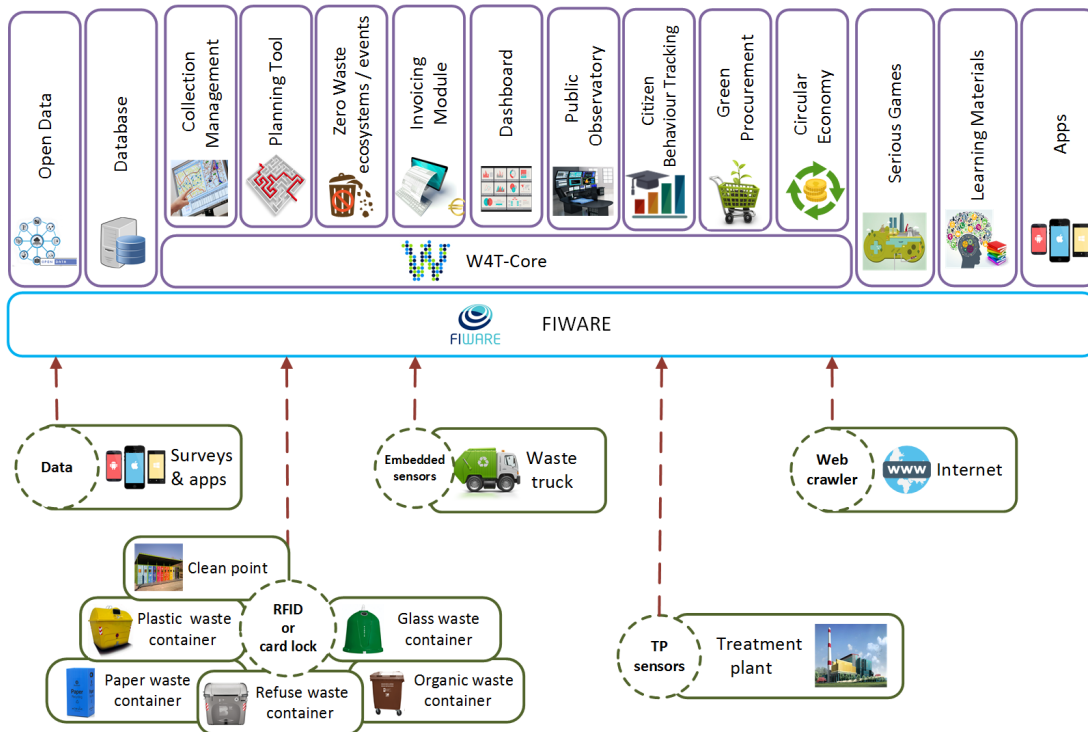 Open Data
Database
Collection
Management
Planning Tool
Zero Waste
ecosystems / events
Invoicing
Module
Dashboard
Public
Observatory
Citizen
Behaviour Tracking
Green
Procurement
Circular
Economy
Serious Games
Learning Materials
Apps
OPEN DATA
W4T-Core
FIWARE
FIWARE
Data
Surveys
& apps
Embedded
sensors
Waste
truck
Web
crawler
WWW
Internet
Clean point
Plastic waste
container
RFID
or
card lock
Glass waste
container
Paper waste
container
Refuse waste
container
Organic waste
container
TP
sensors
Treatment
plant